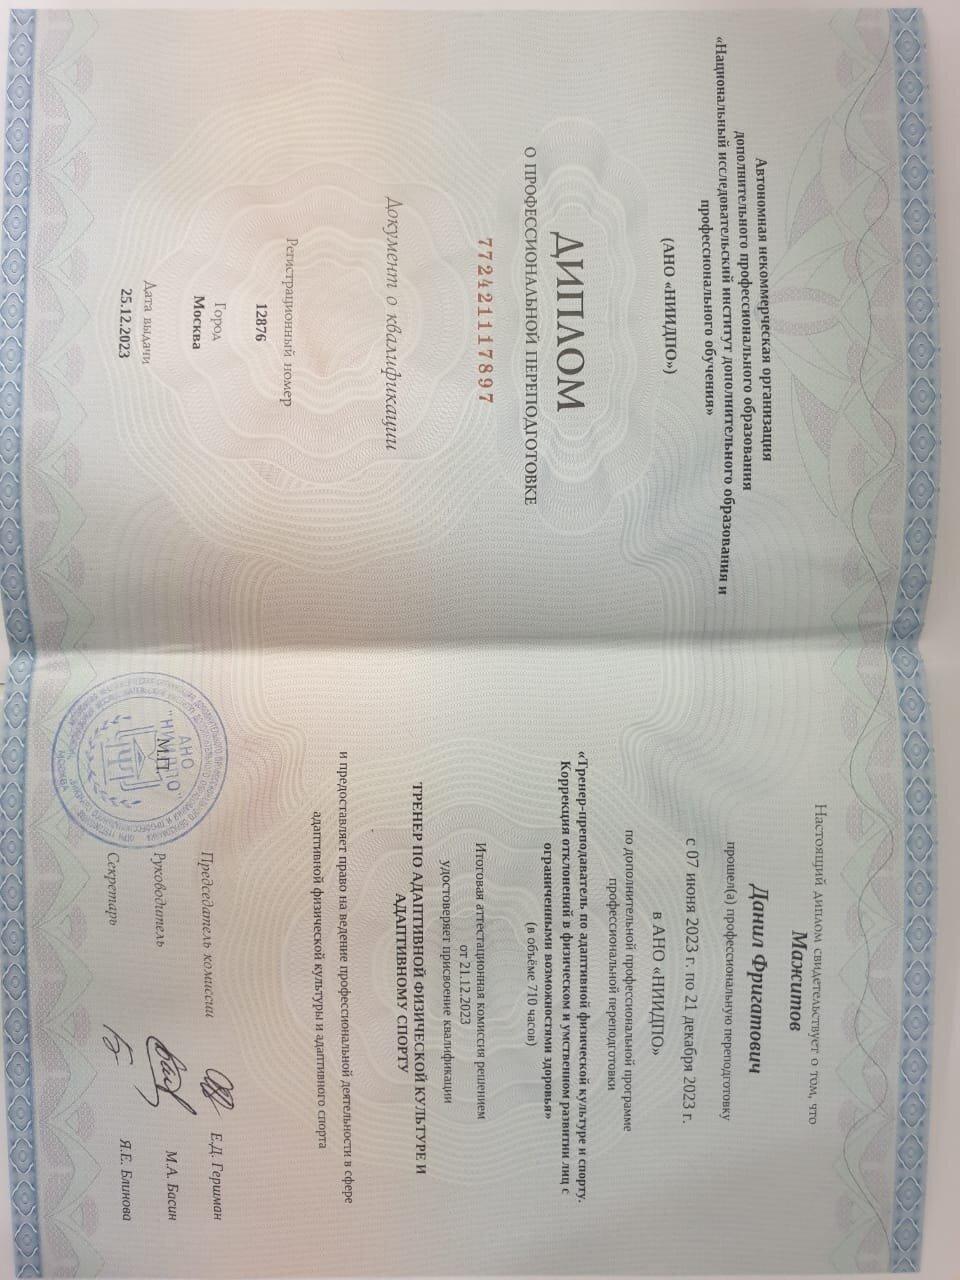 Автономная некоммерческая организация
дополнительного профессионального образования
«Национальный исследовательский институт дополнительного образования и
профессионального обучения»
(АНО «НИИДПО»)
ДИПЛОМ
О ПРОФЕССИОНАЛЬНОЙ ПЕРЕПОДГОТОВКЕ
772421117897
Документ о квалификации
Регистрационный номер
12876
Город
Москва
Дата выдачи
25.12.2023
Настоящий диплом свидетельствует о том, что
Мажитов
Данил Фригатович
прошел(а) профессиональную переподготовку
с 07 июня 2023 г. по 21 декабря 2023 г.
в АНО «НИИДПО»
по дополнительной профессиональной программе
профессиональной переподготовки
«Тренер-преподаватель по адаптивной физической культуре и спорту.
Коррекция отклонений в физическом и умственном развитии лиц с
ограниченными возможностями здоровья»
(в объёме 710 часов)
Итоговая аттестационная комиссия решением
от 21.12.2023
удостоверяет присвоение квалификации
ТРЕНЕР ПО АДАПТИВНОЙ ФИЗИЧЕСКОЙ КУЛЬТУРЕ И
АДАПТИВНОМУ СПОРТУ
и предоставляет право на ведение профессиональной деятельности в сфере
адаптивной физической культуры и адаптивного спорта
Председатель комиссии Е.Д. Гершман
Руководитель М.А. Басин
Секретарь Я.Е. Блинова
М.П.
АНО
"НИИДПО"
МОСКВА